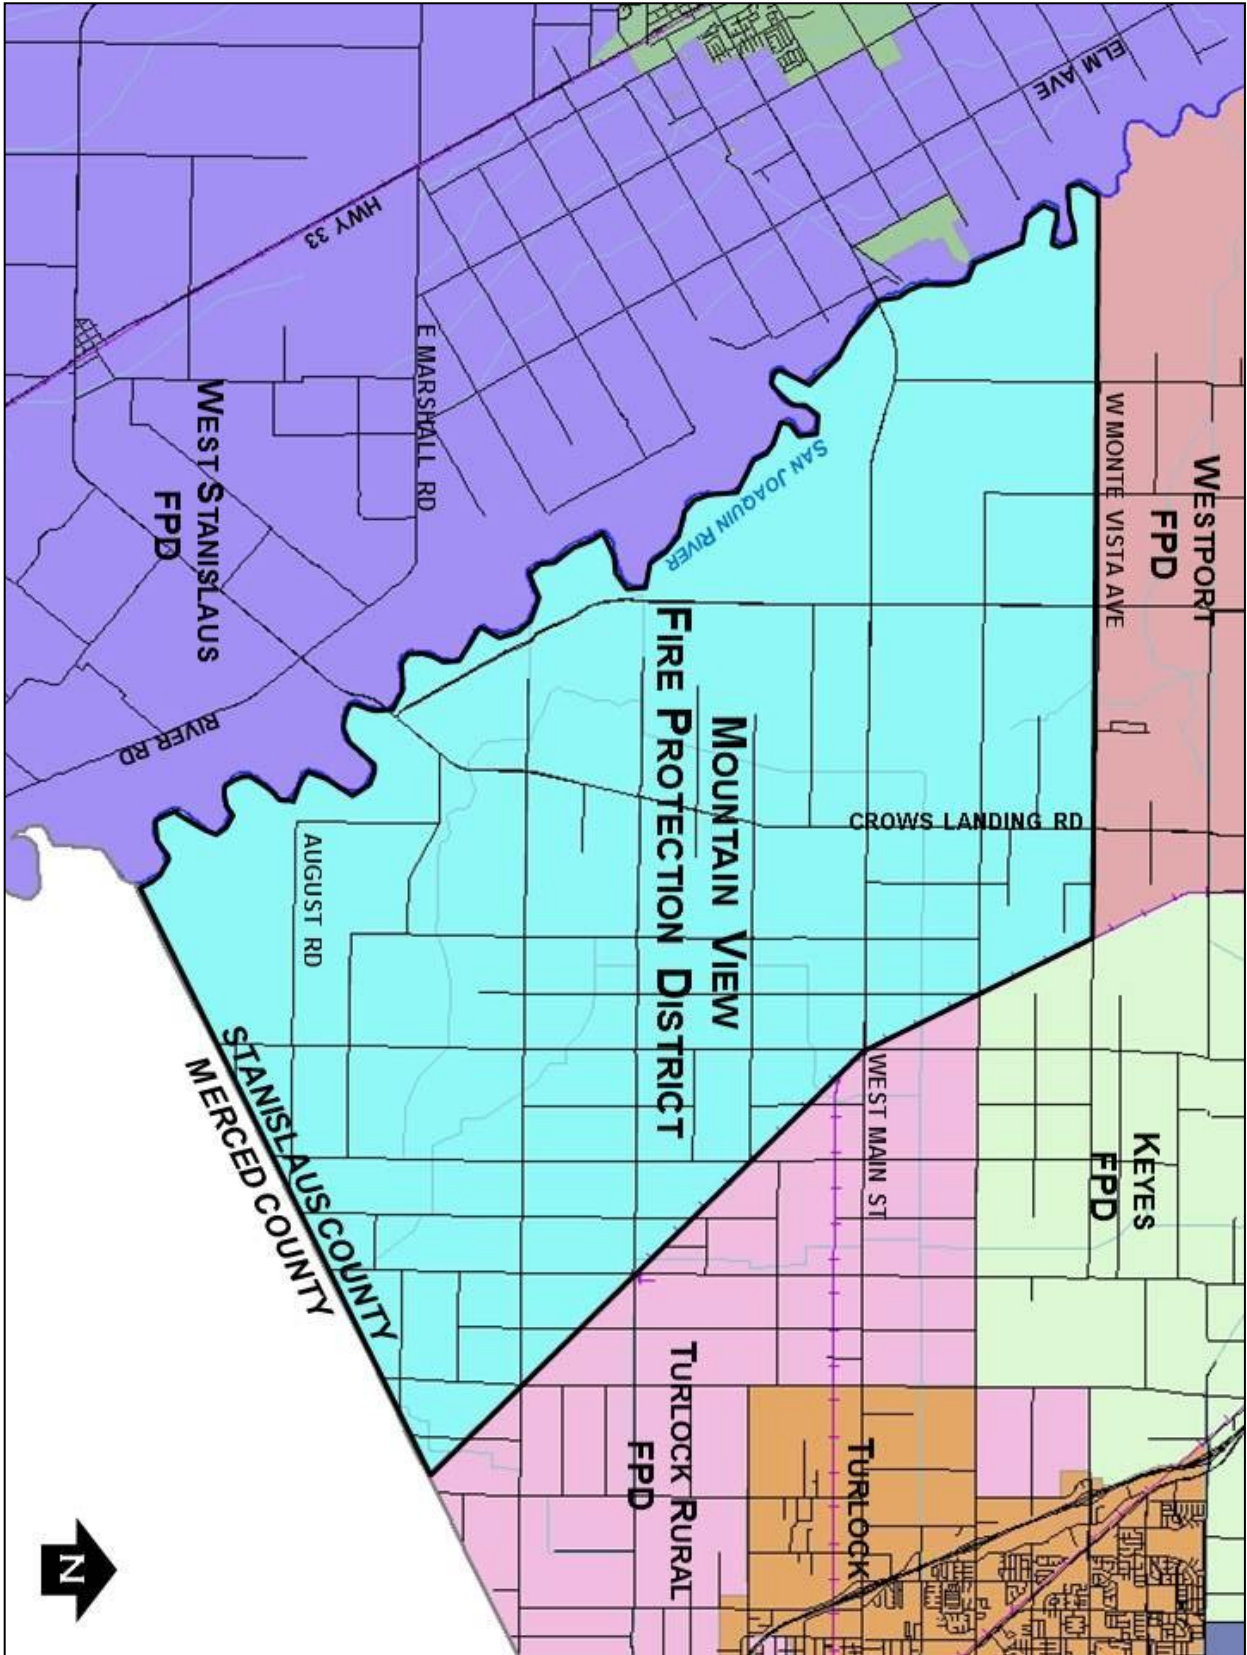 WESTPORT
FPD
W MONTE VISTA AVE
ELM AVE
KEYES
FPD
CROWS LANDING RD
WEST MAIN ST
TURLOCK
SAN JOAQUIN RIVER
MOUNTAIN VIEW
FIRE PROTECTION DISTRICT
TURLOCK RURAL
FPD
E MARSHALL RD
HWY 33
AUGUST RD
WEST STANISLAUS
FPD
RIVER RD
STANISLAUS COUNTY
MERCED COUNTY
N